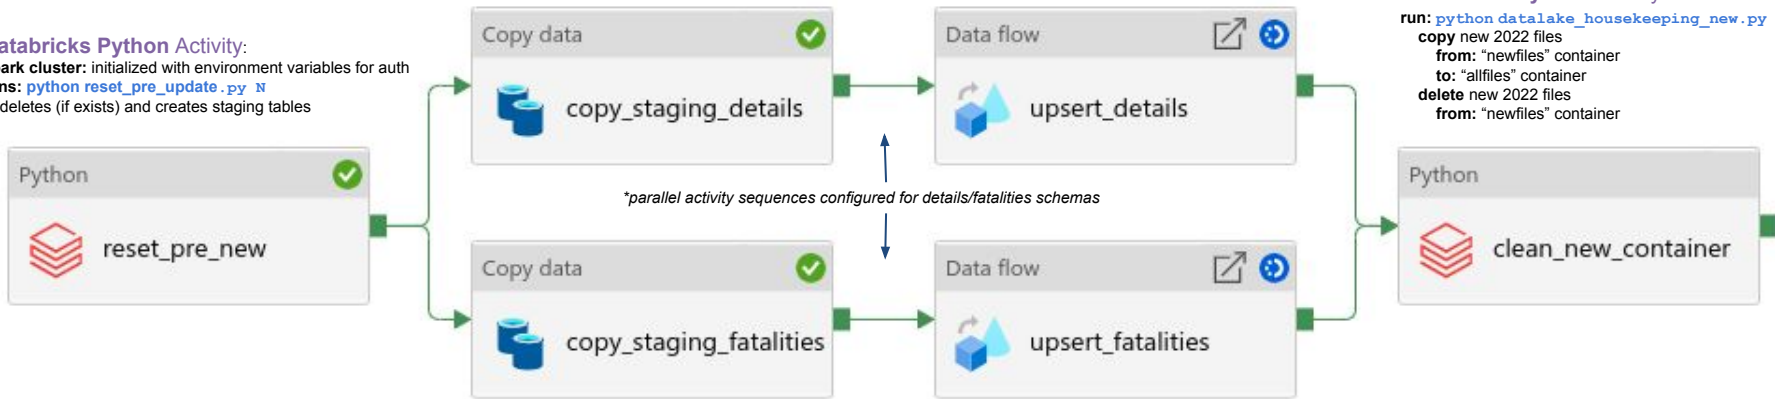 Databricks Python Activity:
ark cluster: initialized with environment variables for auth
ns: python reset_pre_update.py N
deletes (if exists) and creates staging tables
Python
reset_pre_new
Copy data
copy_staging_details
Data flow
upsert_details
*parallel activity sequences configured for details/fatalities schemas
Copy data
copy_staging_fatalities
Data flow
upsert_fatalities
run: python datalake_housekeeping_new.py
copy new 2022 files
from: “newfiles” container
to: “allfiles” container
delete new 2022 files
from: “newfiles” container
Python
clean_new_container